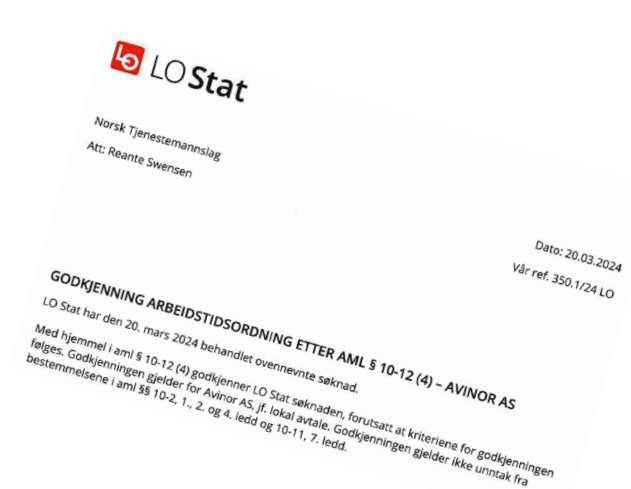 LO LO Stat
Norsk Tjenestemannslag
Att: Reante Swensen
Dato: 20.03.2024
Vår ref. 350.1/24 LO
GODKJENNING ARBEIDSTIDSORDNING ETTER AML § 10-12 (4) – AVINOR AS
LO Stat har den 20. mars 2024 behandlet ovennevnte søknad.
Med hjemmel i aml § 10-12 (4) godkjenner LO Stat søknaden, forutsatt at kriteriene for godkjenningen
følges. Godkjenningen gjelder for Avinor AS, jf. lokal avtale. Godkjenningen gjelder ikke unntak fra
bestemmelsene i aml §§ 10-2, 1., 2. og 4. ledd og 10-11, 7. ledd.